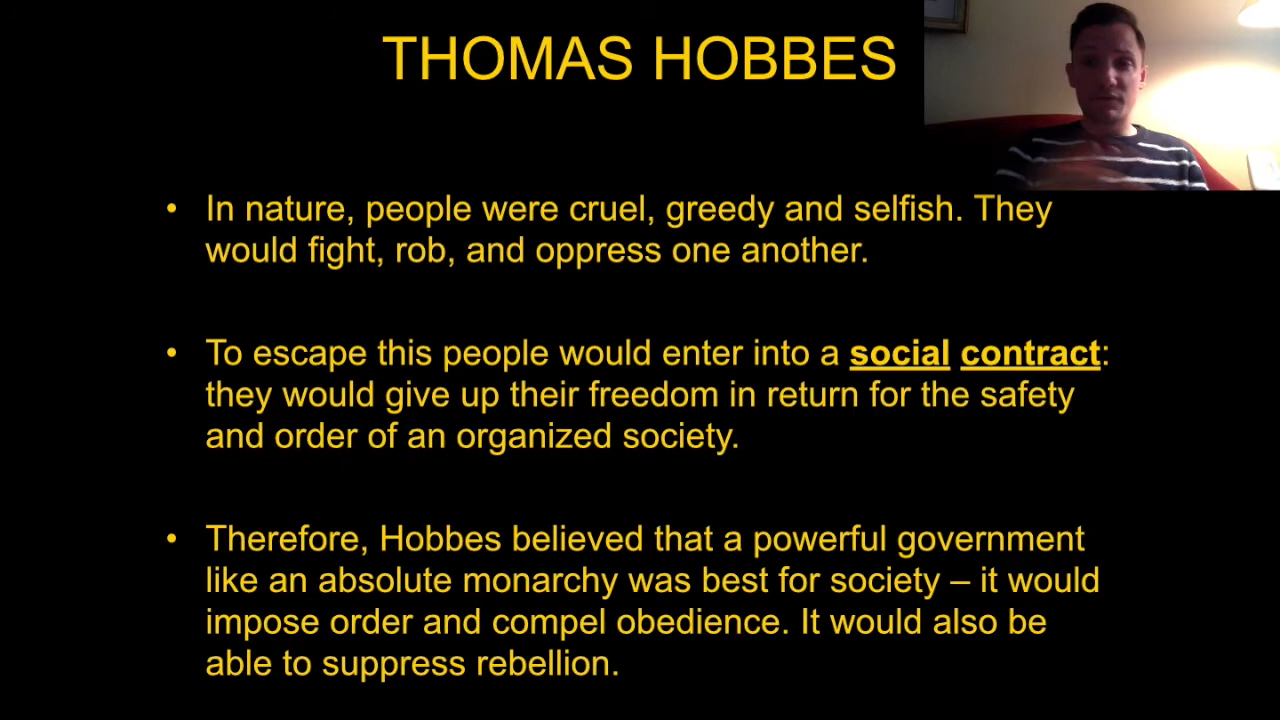 THOMAS HOBBES
• In nature, people were cruel, greedy and selfish. They
would fight, rob, and oppress one another.
• To escape this people would enter into a social contract:
they would give up their freedom in return for the safety
and order of an organized society.
• Therefore, Hobbes believed that a powerful government
like an absolute monarchy was best for society – it would
impose order and compel obedience. It would also be
able to suppress rebellion.